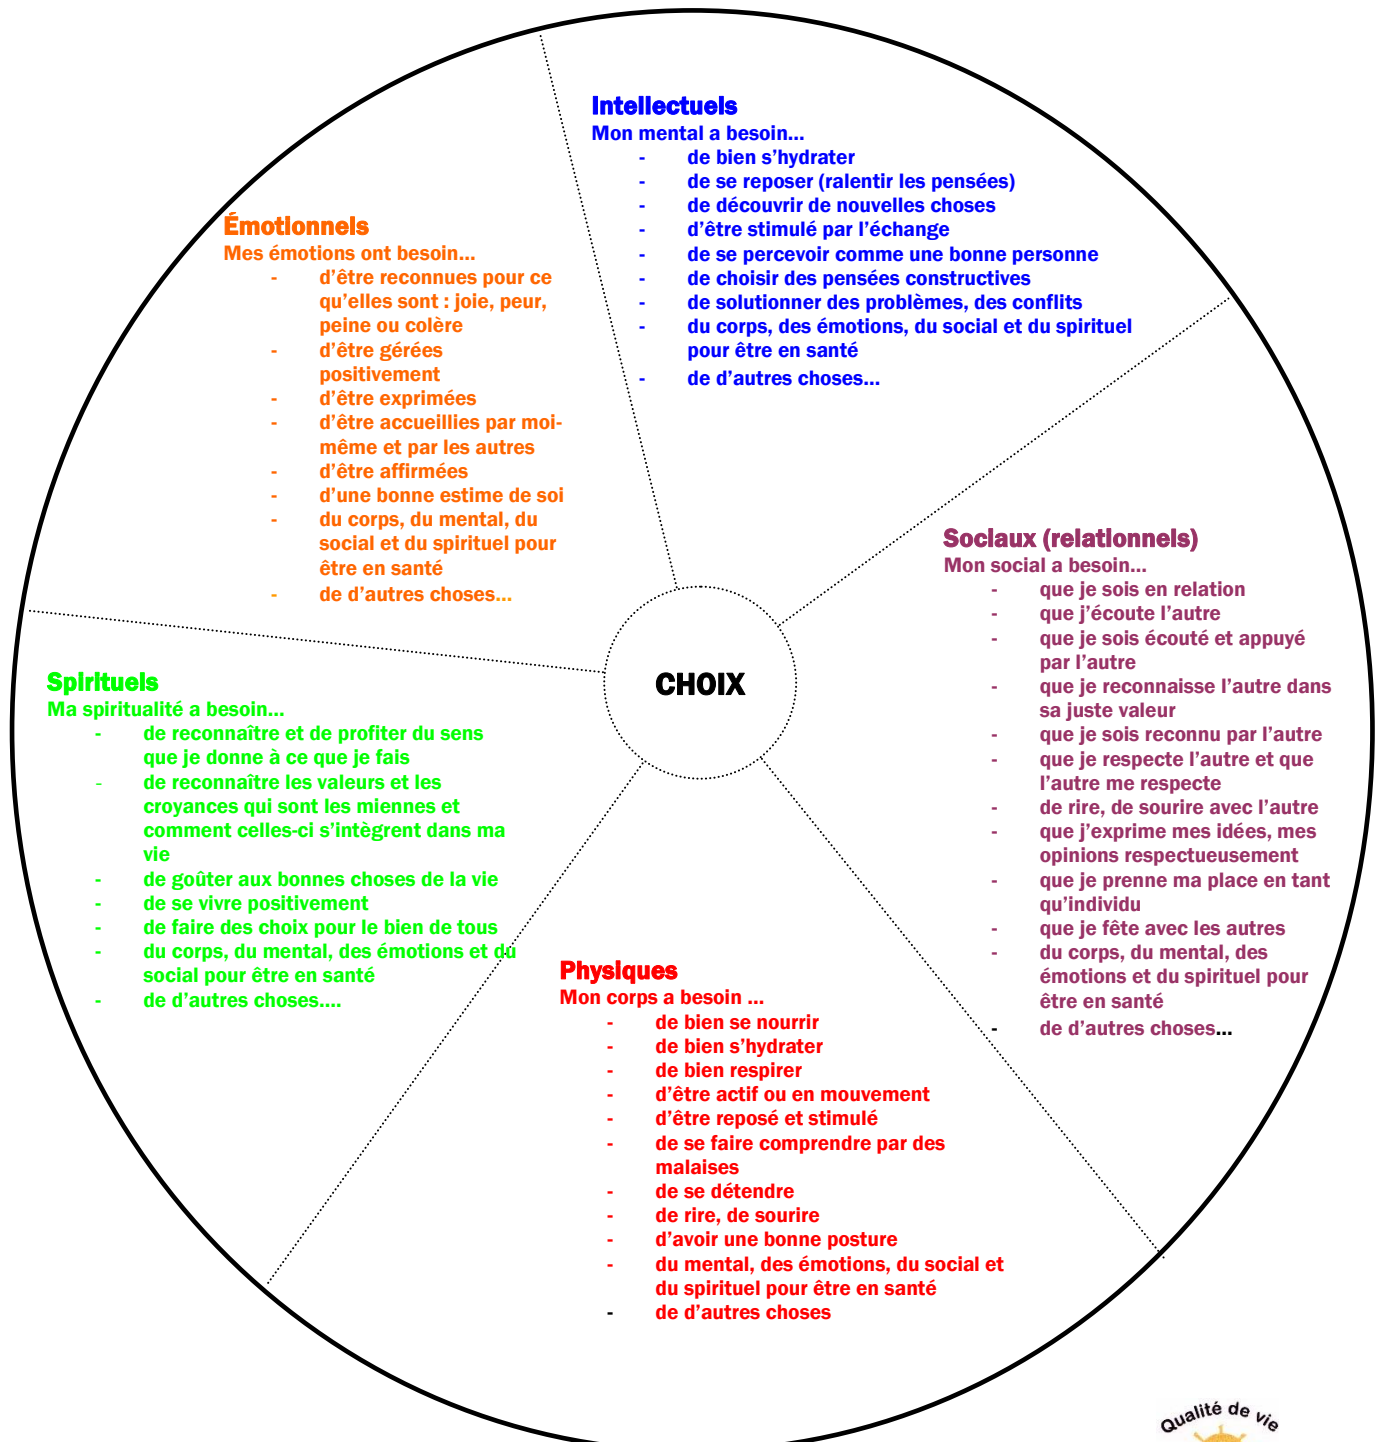 Intellectuels
Mon mental a besoin...
- de bien s'hydrater
- de se reposer (ralentir les pensées)
- de découvrir de nouvelles choses
- d'être stimulé par l'échange
- de se percevoir comme une bonne personne
- de choisir des pensées constructives
- de solutionner des problèmes, des conflits
- du corps, des émotions, du social et du spirituel
pour être en santé
- de d'autres choses...
Émotionnels
Mes émotions ont besoin...
- d'être reconnues pour ce
qu'elles sont : joie, peur,
peine ou colère
- d'être gérées
positivement
- d'être exprimées
- d'être accueillies par moi-
même et par les autres
- d'être affirmées
- d'une bonne estime de soi
- du corps, du mental, du
social et du spirituel pour
être en santé
- de d'autres choses...
Sociaux (relationnels)
Mon social a besoin...
- que je sois en relation
- que j'écoute l'autre
- que je sois écouté et appuyé
par l'autre
- que je reconnaisse l'autre dans
sa juste valeur
- que je sois reconnu par l'autre
- que je respecte l'autre et que
l'autre me respecte
- de rire, de sourire avec l'autre
- que j'exprime mes idées, mes
opinions respectueusement
- que je prenne ma place en tant
qu'individu
- que je fête avec les autres
- du corps, du mental, des
émotions et du spirituel pour
être en santé
- de d'autres choses...
CHOIX
Spirituels
Ma spiritualité a besoin...
- de reconnaître et de profiter du sens
que je donne à ce que je fais
- de reconnaître les valeurs et les
croyances qui sont les miennes et
comment celles-ci s'intègrent dans ma
vie
- de goûter aux bonnes choses de la vie
- de se vivre positivement
- de faire des choix pour le bien de tous
- du corps, du mental, des émotions et du
social pour être en santé
- de d'autres choses....
Physiques
Mon corps a besoin ...
- de bien se nourrir
- de bien s'hydrater
- de bien respirer
- d'être actif ou en mouvement
- d'être reposé et stimulé
- de se faire comprendre par des
malaises
- de se détendre
- de rire, de sourire
- d'avoir une bonne posture
- du mental, des émotions, du social et
du spirituel pour être en santé
- de d'autres choses
Qualité de vie